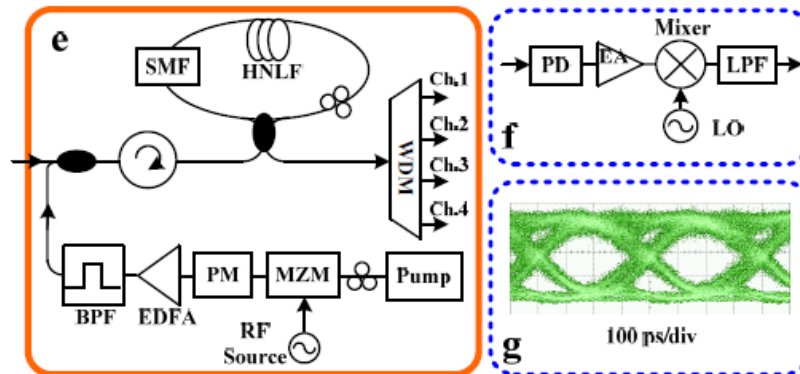 e
SMF
HNLF
Ch.1
Ch.2
Ch.3
Ch.4
WDM
BPF
EDFA
PM
MZM
Pump
RF
Source
Mixer
PD
EA
LPF
LO
f
100 ps/div
g